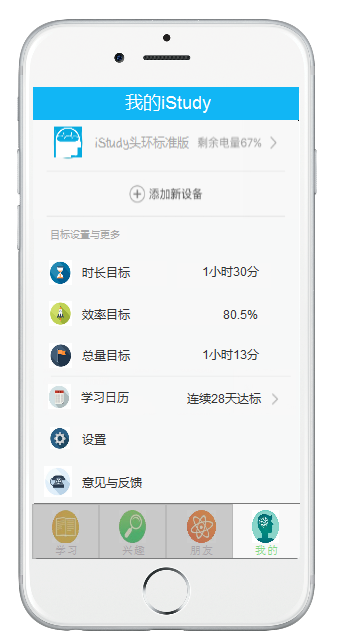 我的iStudy
iStudy头环标准版 剩余电量67%
添加新设备
目标设置与更多
时长目标 1小时30分
效率目标 80.5%
总量目标 1小时13分
学习日历 连续28天达标
设置
意见与反馈
学习 兴趣 朋友 我的